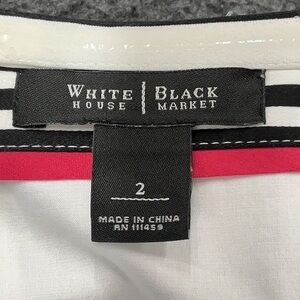 WHITE | BLACK
HOUSE | MARKET
2
MADE IN CHINA
RN 111459